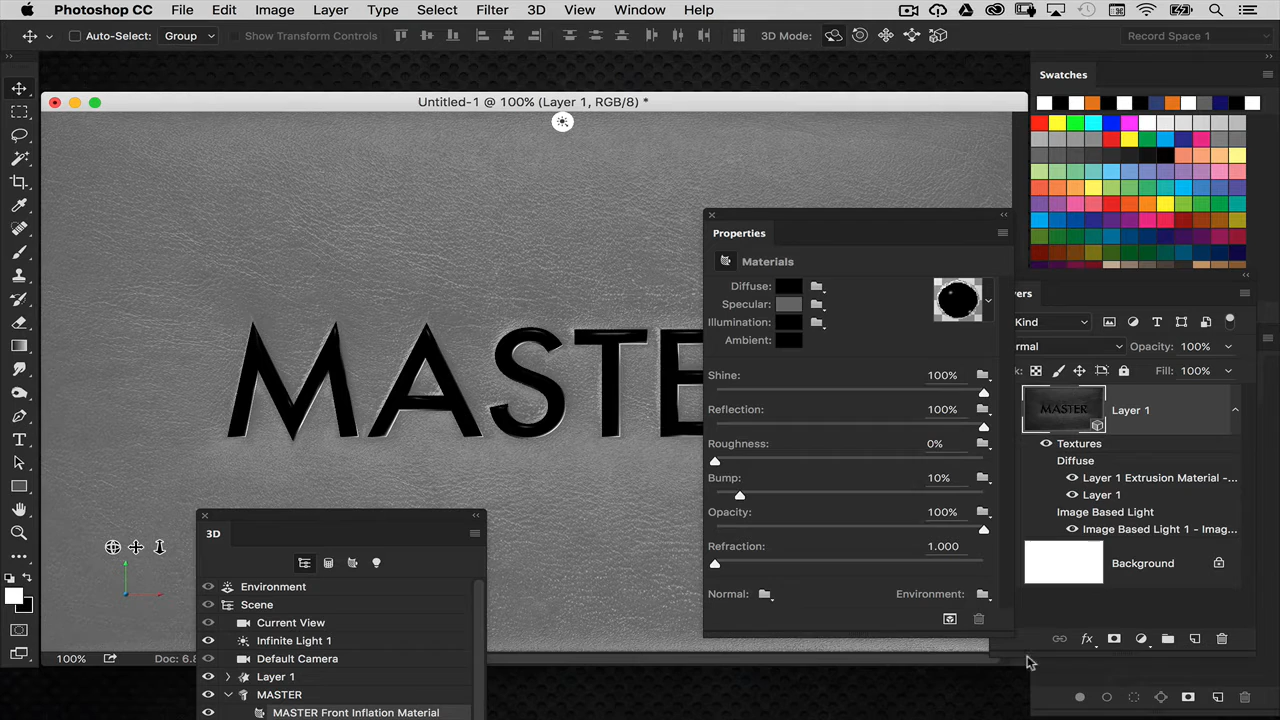 Photoshop CC File Edit Image Layer Type Select Filter 3D View Window Help
Auto-Select: Group Show Transform Controls 3D Mode: Record Space 1
Untitled-1 @ 100% (Layer 1, RGB/8) *
Swatches
MASTE
Properties
Materials
Diffuse:
Specular:
Illumination:
Ambient:
Shine: 100%
Reflection: 100%
Roughness: 0%
Bump: 10%
Opacity: 100%
Refraction: 1.000
Normal: Environment:
3D
Environment
Scene
Current View
Infinite Light 1
Default Camera
Layer 1
MASTER
MASTER Front Inflation Material
yers
Kind
rmal Opacity: 100%
k: Fill: 100%
MASTER
Layer 1
Textures
Diffuse
Layer 1 Extrusion Material -...
Layer 1
Image Based Light
Image Based Light 1 - Imag...
Background
fx
100% Doc: 6.8